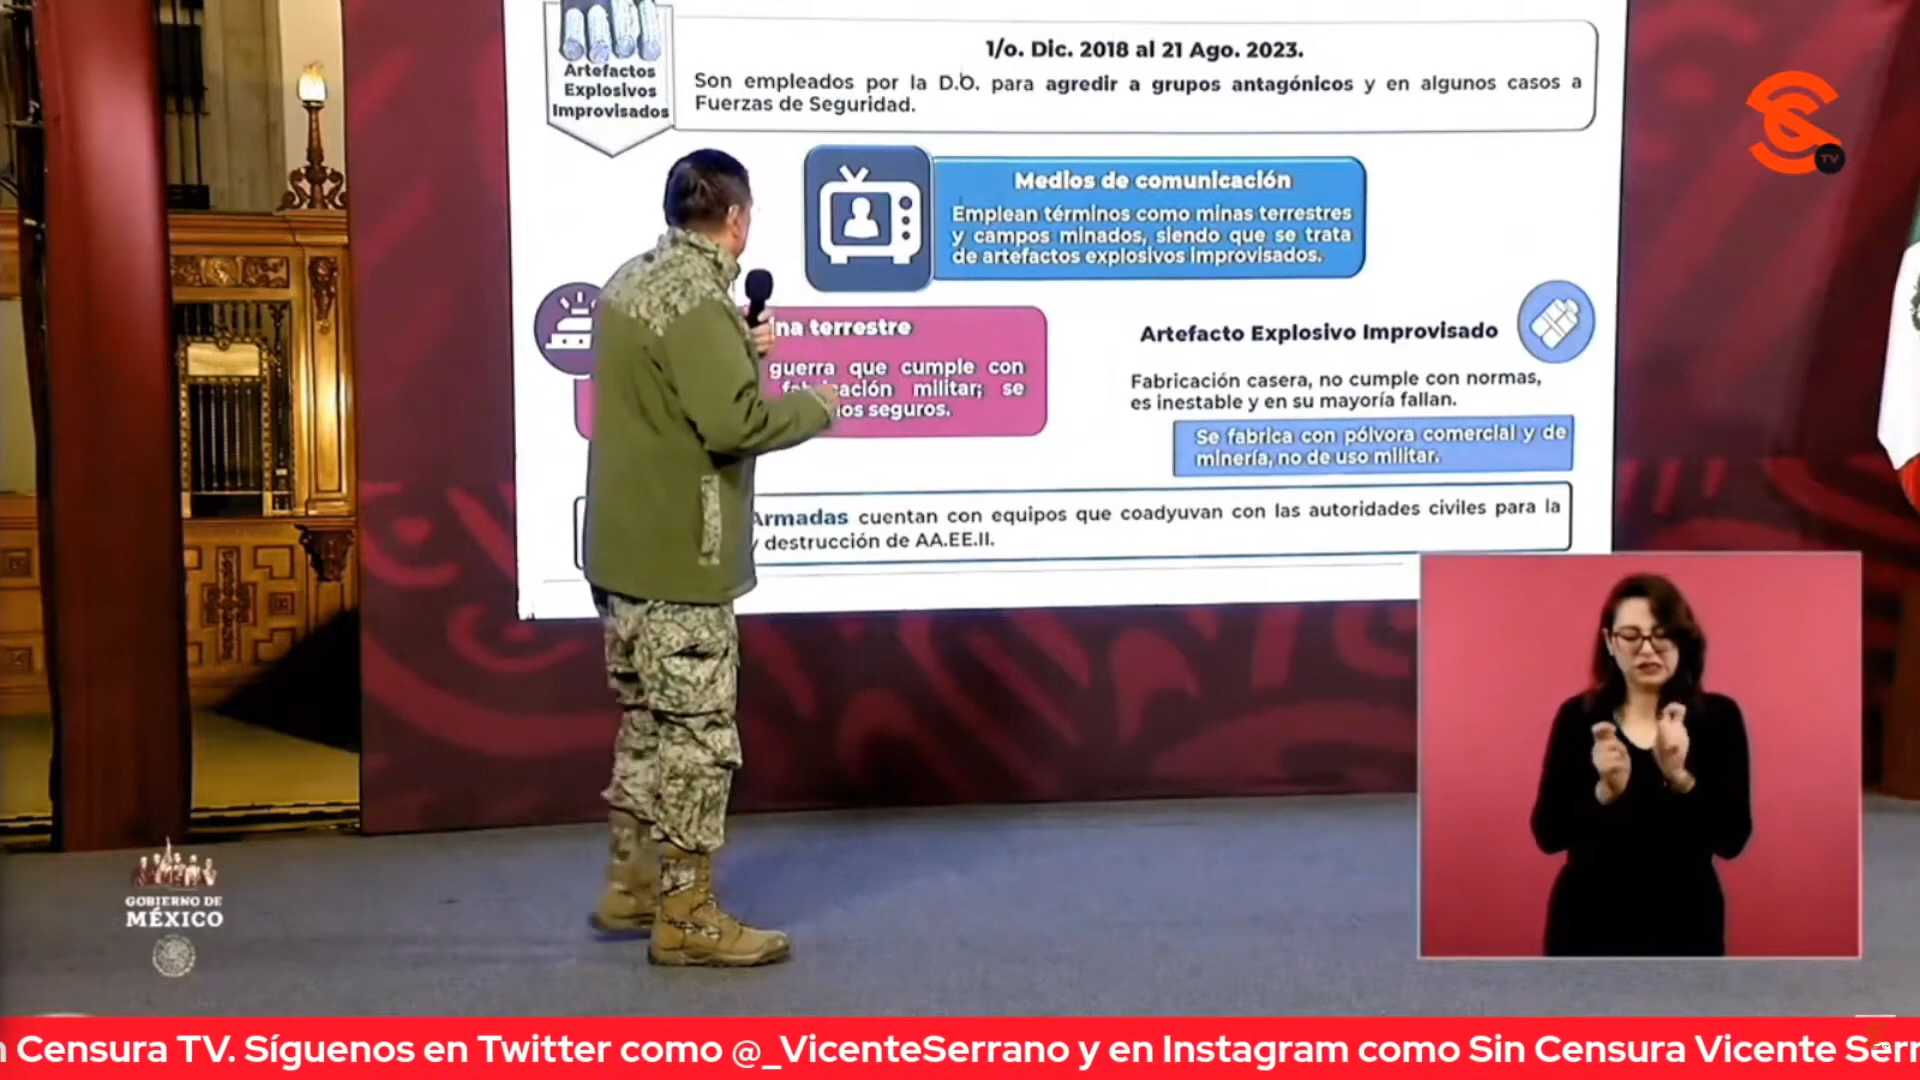 Artefactos
Explosivos
Improvisados
1/o. Dic. 2018 al 21 Ago. 2023.
Son empleados por la D.O. para agredir a grupos antagónicos y en algunos casos a
Fuerzas de Seguridad.
Medios de comunicación
Emplean términos como minas terrestres
y campos minados, siendo que se trata
de artefactos explosivos improvisados.
na terrestre
guerra que cumple con
militar; se
seguros.
Artefacto Explosivo Improvisado
Fabricación casera, no cumple con normas,
es inestable y en su mayoría fallan.
Se fabrica con pólvora comercial y de
minería, no de uso militar.
Armadas cuentan con equipos que coadyuvan con las autoridades civiles para la
y destrucción de AA.EE.II.
TV
GOBIERNO DE
MÉXICO
n Censura TV. Síguenos en Twitter como @_VicenteSerrano y en Instagram como Sin Censura Vicente Serr